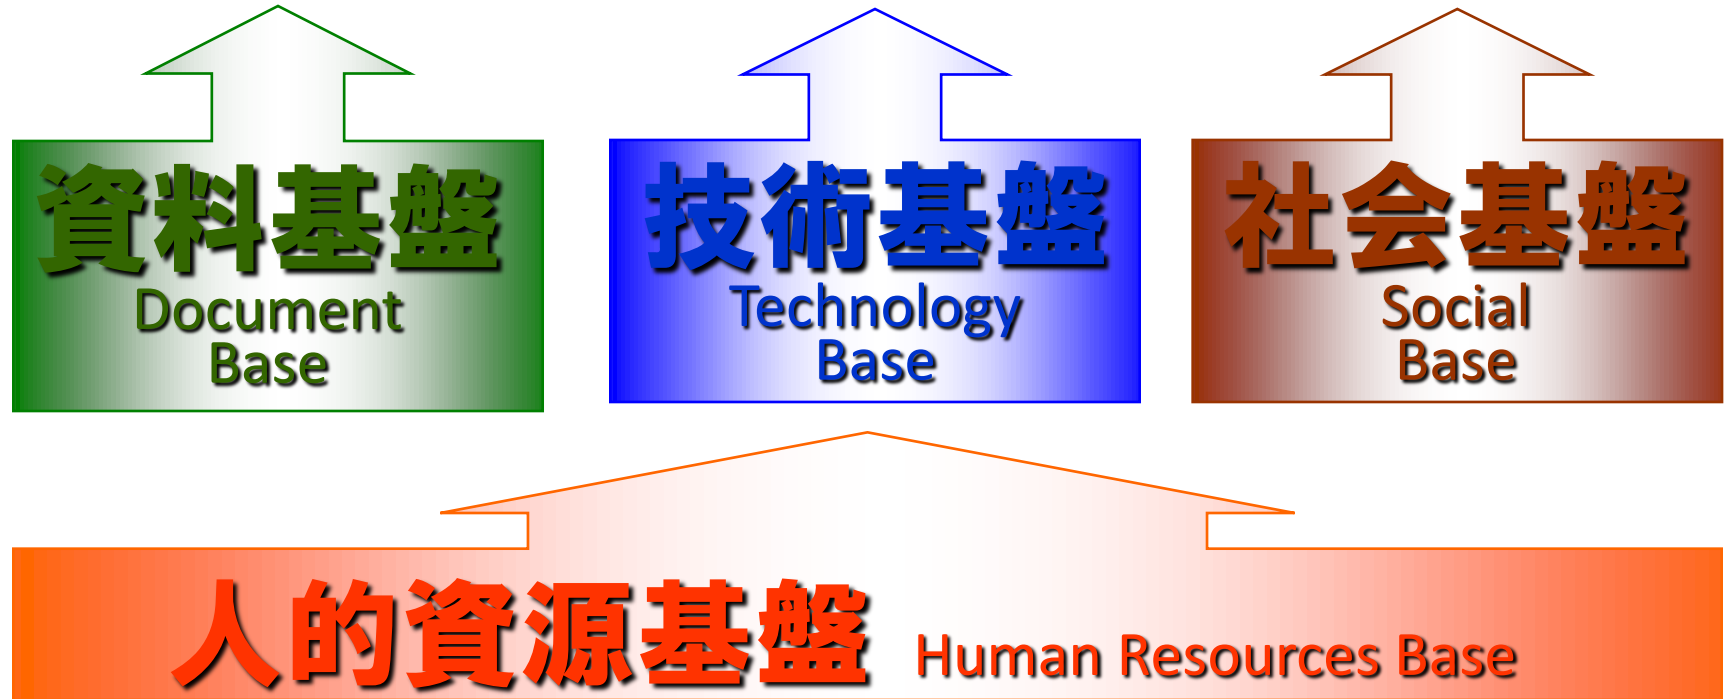 資料基盤
Document
Base
技術基盤
Technology
Base
社会基盤
Social
Base
人的資源基盤 Human Resources Base